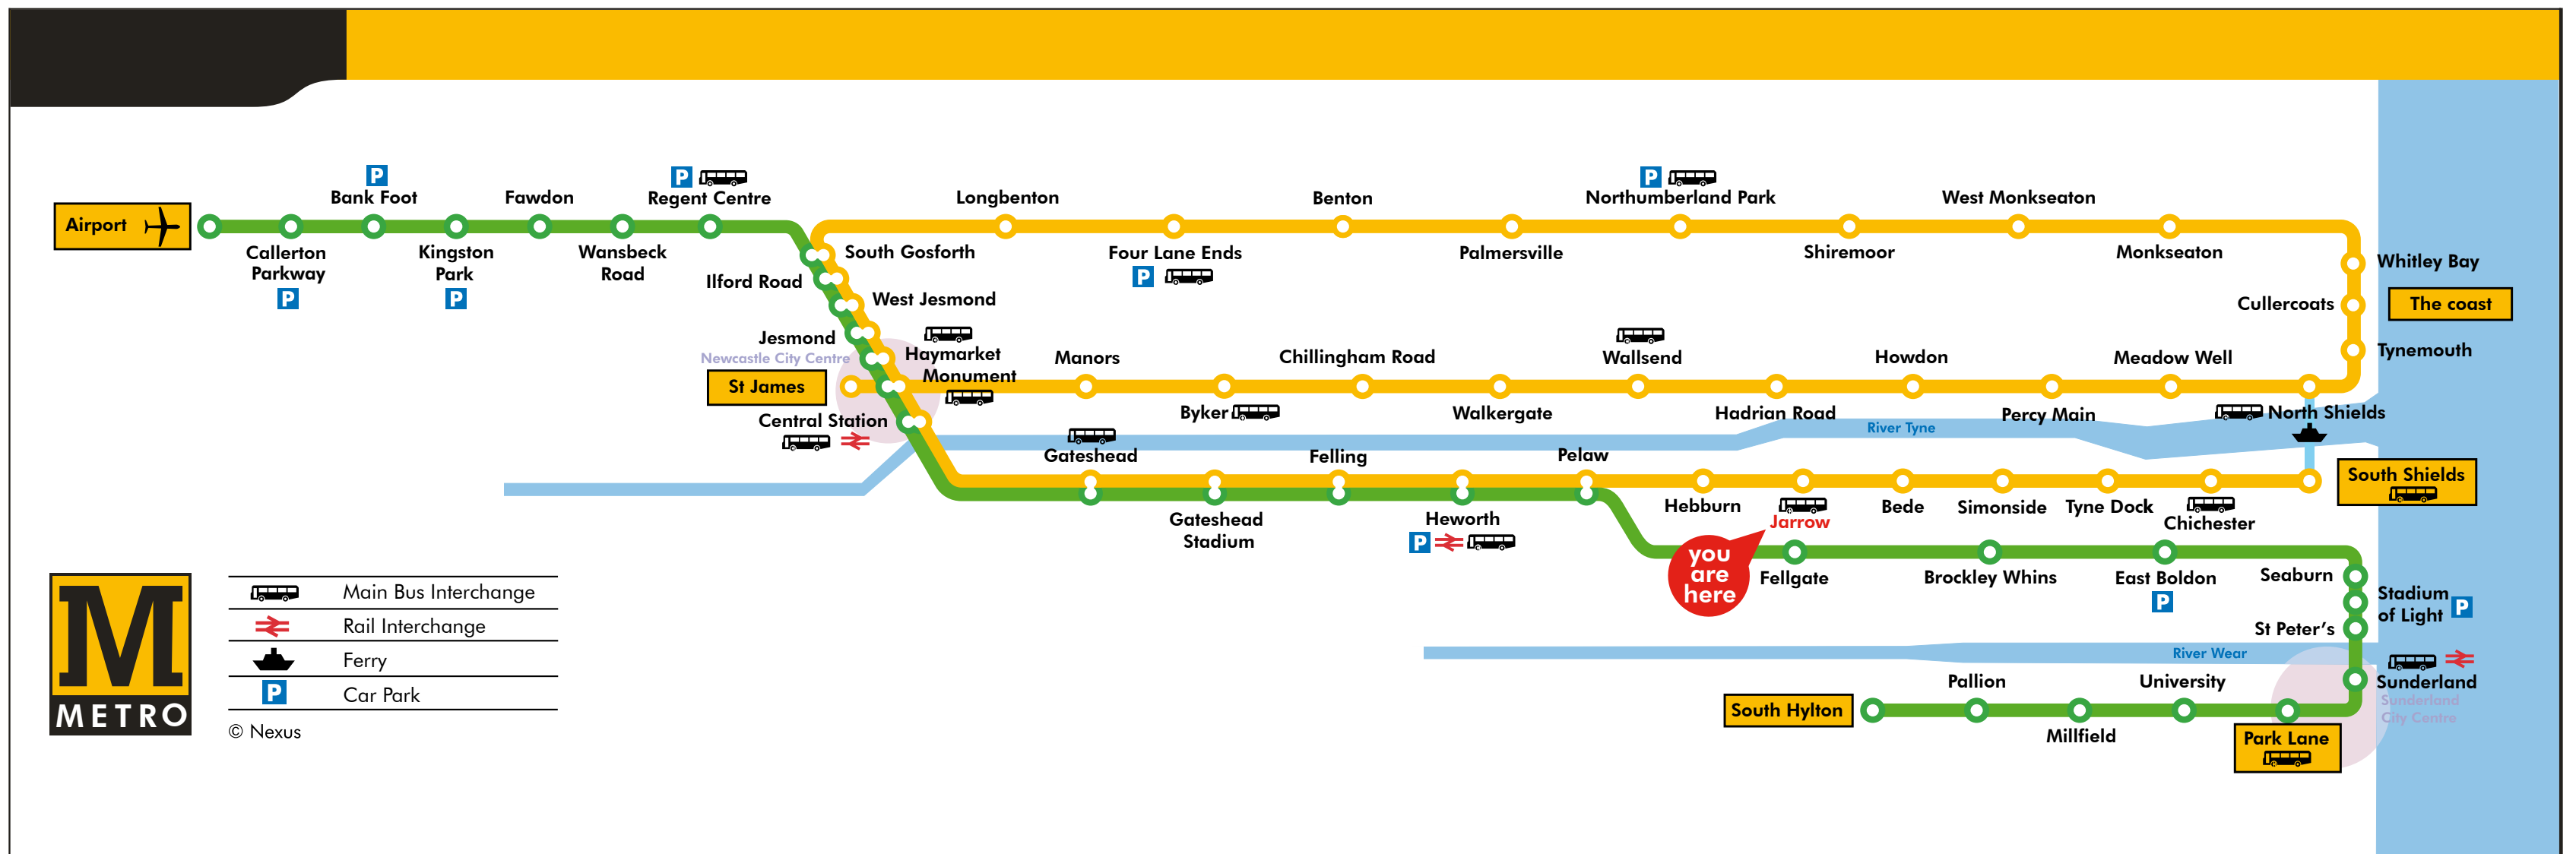 P
Bank Foot
Fawdon
P
Regent Centre
Longbenton
Benton
P
Northumberland Park
West Monkseaton
Airport
Callerton
Parkway
P
Kingston
Park
P
Wansbeck
Road
South Gosforth
Four Lane Ends
P
Palmersville
Shiremoor
Monkseaton
Whitley Bay
Ilford Road
West Jesmond
Cullercoats
The coast
Jesmond
Newcastle City Centre
Haymarket
Monument
Manors
Chillingham Road
Wallsend
Howdon
Meadow Well
Tynemouth
St James
Central Station
Byker
Walkergate
Hadrian Road
Percy Main
North Shields
River Tyne
Gateshead
Felling
Pelaw
South Shields
Gateshead
Stadium
Heworth
P
Hebburn
Jarrow
Bede
Simonside
Tyne Dock
Chichester
you
are
here
Fellgate
Brockley Whins
East Boldon
P
Seaburn
Stadium
of Light
P
St Peter's
River Wear
Sunderland
Sunderland
City Centre
South Hylton
Pallion
Millfield
University
Park Lane
M
METRO
Main Bus Interchange
Rail Interchange
Ferry
P
Car Park
© Nexus